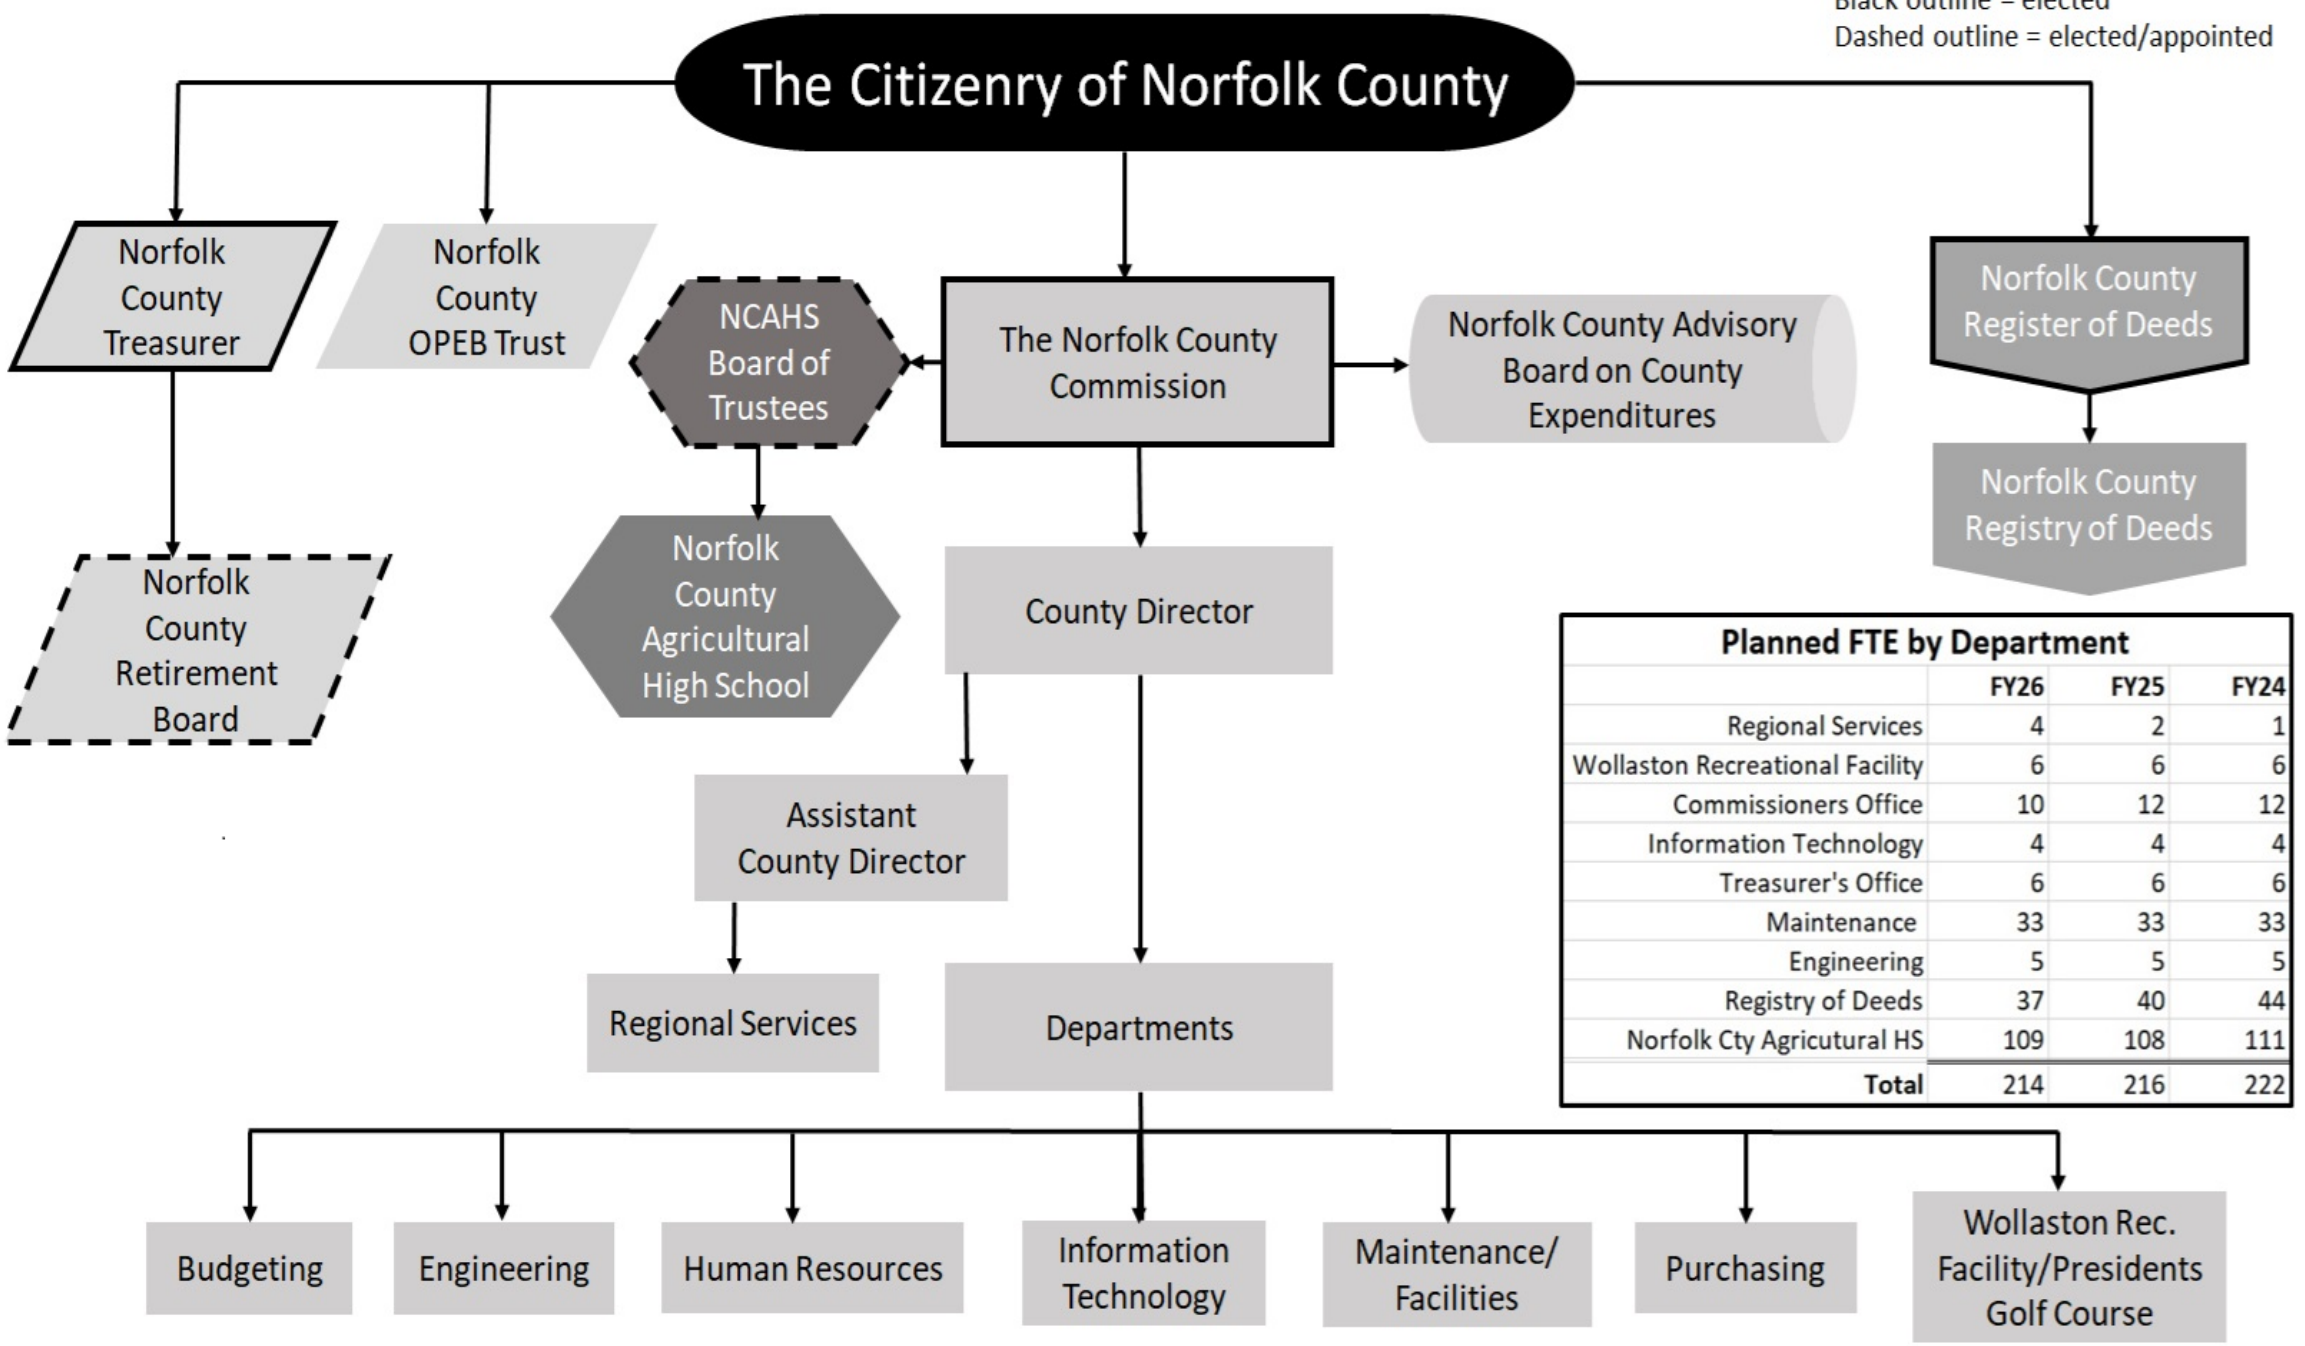 Black outline = elected
Dashed outline = elected/appointed
The Citizenry of Norfolk County
Norfolk
County
Treasurer
Norfolk
County
OPEB Trust
NCAHS
Board of
Trustees
The Norfolk County
Commission
Norfolk County Advisory
Board on County
Expenditures
Norfolk County
Register of Deeds
Norfolk County
Registry of Deeds
Norfolk
County
Retirement
Board
Norfolk
County
Agricultural
High School
County Director
Assistant
County Director
Regional Services
Departments
Planned FTE by Department
FY26 FY25 FY24
Regional Services 4 2 1
Wollaston Recreational Facility 6 6 6
Commissioners Office 10 12 12
Information Technology 4 4 4
Treasurer's Office 6 6 6
Maintenance 33 33 33
Engineering 5 5 5
Registry of Deeds 37 40 44
Norfolk Cty Agricutural HS 109 108 111
Total 214 216 222
Budgeting
Engineering
Human Resources
Information
Technology
Maintenance/
Facilities
Purchasing
Wollaston Rec.
Facility/Presidents
Golf Course